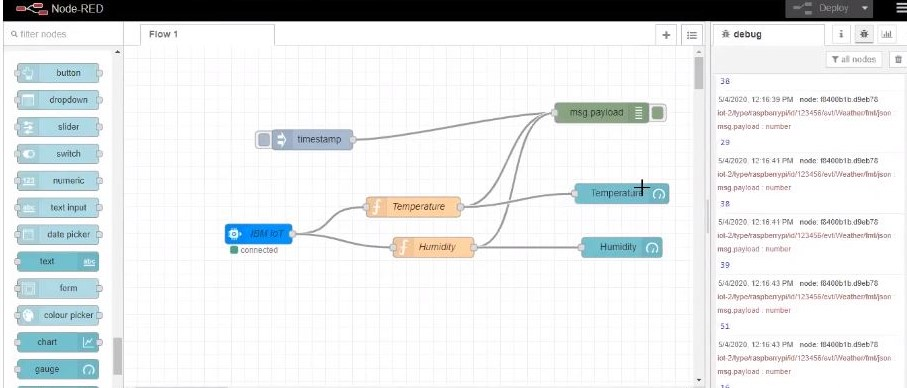 Node-RED
Deploy
filter nodes
Flow 1
debug
all nodes
button
dropdown
slider
switch
numeric
text input
date picker
text
form
colour picker
chart
gauge
timestamp
msg.payload
Temperature
Temperature
IBM IoT
connected
Humidity
Humidity
38
5/4/2020, 12:16:39 PM node: f8400b1b.d9eb78
iot-2/type/raspberrypi/id/123456/evt/Weather/fmt/json
msg.payload : number
29
5/4/2020, 12:16:41 PM node: f8400b1b.d9eb78
iot-2/type/raspberrypi/id/123456/evt/Weather/fmt/json
msg.payload : number
38
5/4/2020, 12:16:41 PM node: f8400b1b.d9eb78
iot-2/type/raspberrypi/id/123456/evt/Weather/fmt/json
msg.payload : number
39
5/4/2020, 12:16:43 PM node: f8400b1b.d9eb78
iot-2/type/raspberrypi/id/123456/evt/Weather/fmt/json
msg.payload : number
51
5/4/2020, 12:16:43 PM node: f8400b1b.d9eb78
iot-2/type/raspberrypi/id/123456/evt/Weather/fmt/json
msg.payload : number